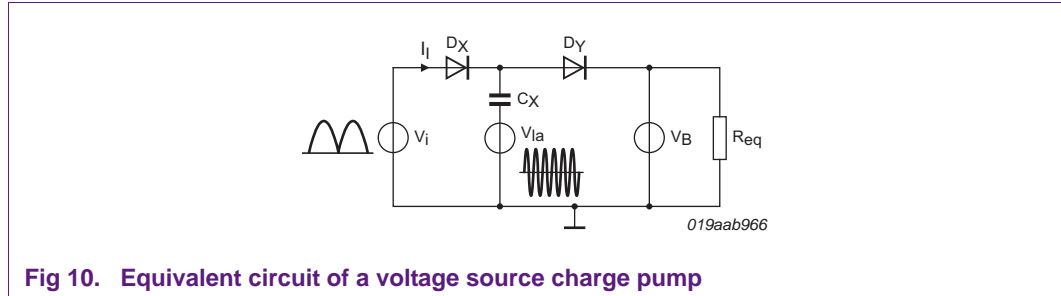 I_I D_X D_Y
C_X
V_i V_la V_B R_eq
019aab966
Fig 10. Equivalent circuit of a voltage source charge pump